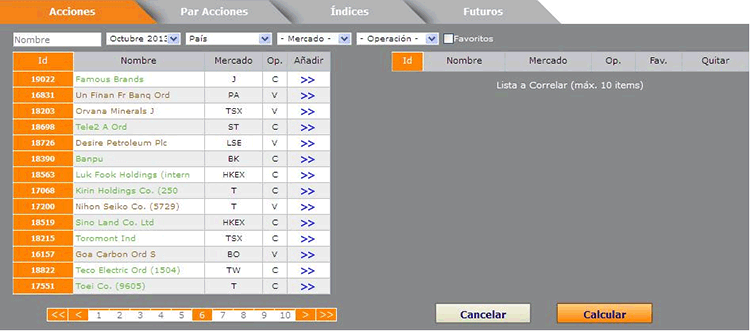 Acciones Par Acciones Índices Futuros
Nombre Octubre 2013 País - Mercado - - Operación - Favoritos
Id Nombre Mercado Op. Añadir Id Nombre Mercado Op. Fav. Quitar
19022 Famous Brands J C >>
Lista a Correlar (máx. 10 items)
16831 Un Finan Fr Banq Ord PA V >>
18203 Orvana Minerals J TSX V >>
18698 Tele2 A Ord ST C >>
18726 Desire Petroleum Plc LSE V >>
18390 Banpu BK C >>
18563 Luk Fook Holdings (intern HKEX C >>
17068 Kirin Holdings Co. (250 T C >>
17200 Nihon Seiko Co. (5729) T V >>
18519 Sino Land Co. Ltd HKEX C >>
18215 Toromont Ind TSX C >>
16157 Goa Carbon Ord S BO V >>
18822 Teco Electric Ord (1504) TW C >>
17551 Toei Co. (9605) T C >>
<< < 1 2 3 4 5 6 7 8 9 10 > >> Cancelar Calcular